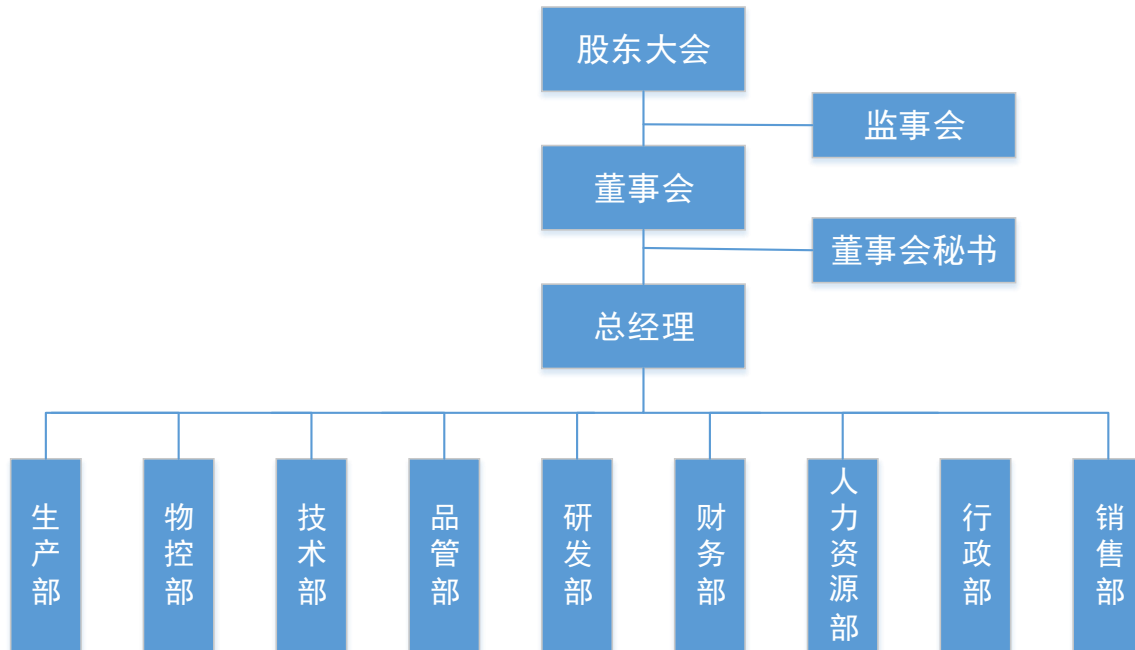 股东大会
监事会
董事会
董事会秘书
总经理
生产部
物控部
技术部
品管部
研发部
财务部
人力资源部
行政部
销售部